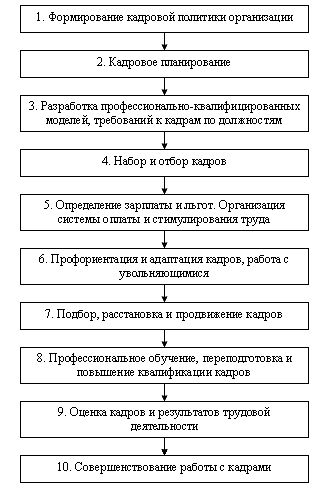 1. Формирование кадровой политики организации
2. Кадровое планирование
3. Разработка профессионально-квалифицированных
моделей, требований к кадрам по должностям
4. Набор и отбор кадров
5. Определение зарплаты и льгот. Организация
системы оплаты и стимулирования труда
6. Профориентация и адаптация кадров, работа с
увольняющимися
7. Подбор, расстановка и продвижение кадров
8. Профессиональное обучение, переподготовка и
повышение квалификации кадров
9. Оценка кадров и результатов трудовой
деятельности
10. Совершенствование работы с кадрами